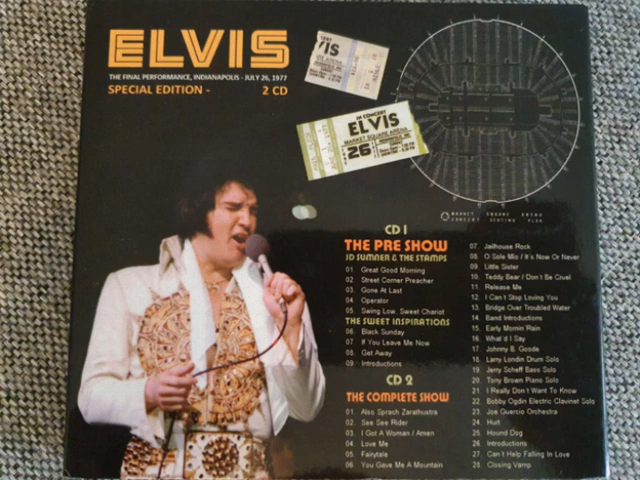 ELVIS
THE FINAL PERFORMANCE, INDIANAPOLIS - JULY 26, 1977
SPECIAL EDITION - 2 CD
IN CONCERT
ELVIS
MARKET SQUARE ARENA
26
MARKET SQUARE ARENA
CONCERT SEATING PLAN
CD 1
THE PRE SHOW
JD SUMNER & THE STAMPS
01. Great Good Morning
02. Street Corner Preacher
03. Gone At Last
04. Operator
05. Swing Low, Sweet Chariot
THE SWEET INSPIRATIONS
06. Black Sunday
07. If You Leave Me Now
08. Get Away
09. Introductions
CD 2
THE COMPLETE SHOW
01. Also Sprach Zarathustra
02. See See Rider
03. I Got A Woman / Amen
04. Love Me
05. Fairytale
06. You Gave Me A Mountain
07. Jailhouse Rock
08. O Sole Mio / It's Now Or Never
09. Little Sister
10. Teddy Bear / Don't Be Cruel
11. Release Me
12. I Can't Stop Loving You
13. Bridge Over Troubled Water
14. Band Introductions
15. Early Mornin Rain
16. What'd I Say
17. Johnny B. Goode
18. Larry Londin Drum Solo
19. Jerry Scheff Bass Solo
20. Tony Brown Piano Solo
21. I Really Don't Want To Know
22. Bobby Ogdin Electric Clavinet Solo
23. Joe Guercio Orchestra
24. Hurt
25. Hound Dog
26. Introductions
27. Can't Help Falling In Love
28. Closing Vamp